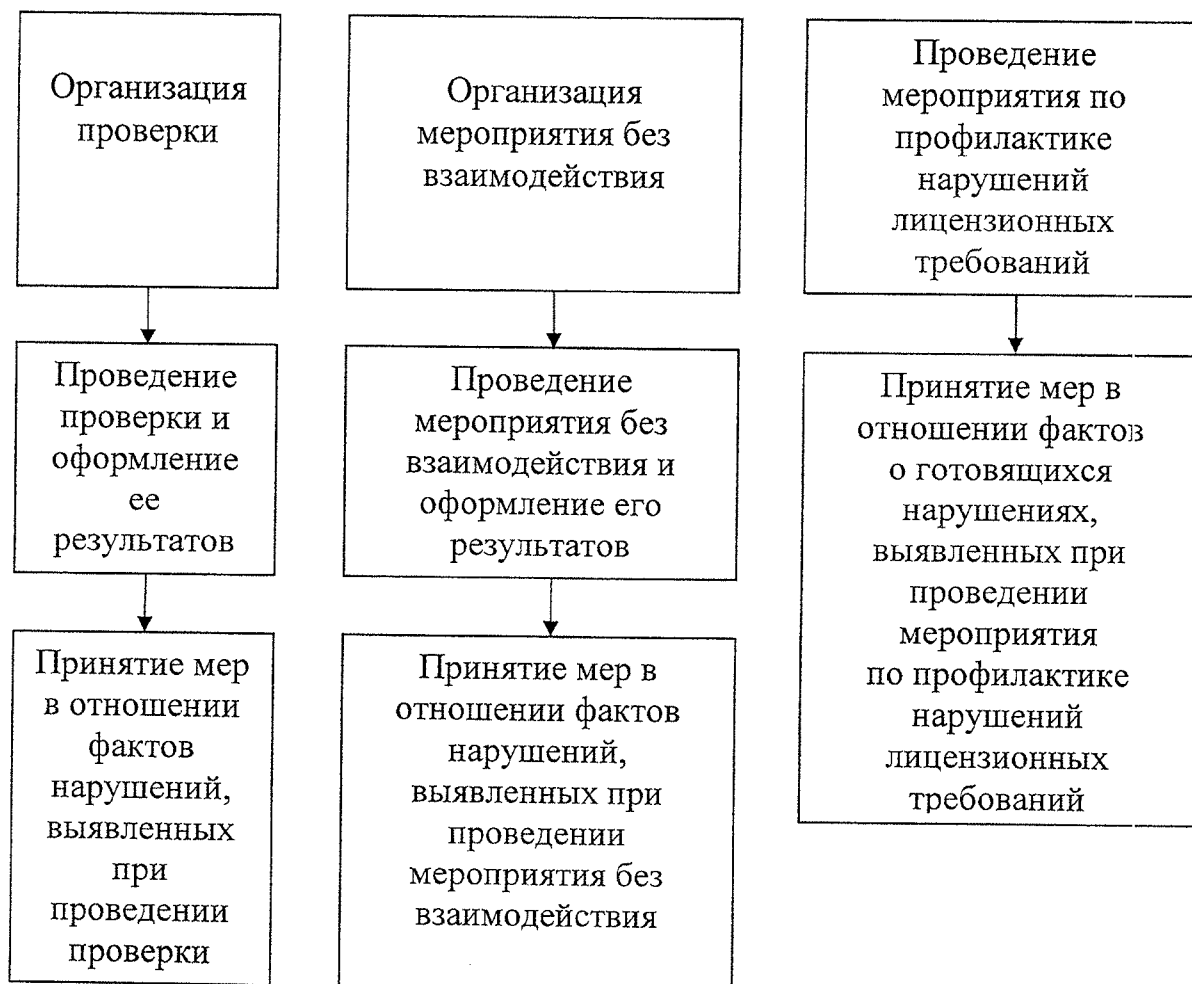 Организация
проверки
Проведение
проверки и
оформление
ее
результатов
Принятие мер
в отношении
фактов
нарушений,
выявленных
при
проведении
проверки
Организация
мероприятия без
взаимодействия
Проведение
мероприятия без
взаимодействия и
оформление его
результатов
Принятие мер в
отношении фактов
нарушений,
выявленных при
проведении
мероприятия без
взаимодействия
Проведение
мероприятия по
профилактике
нарушений
лицензионных
требований
Принятие мер в
отношении фактов
о готовящихся
нарушениях,
выявленных при
проведении
мероприятия
по профилактике
нарушений
лицензионных
требований